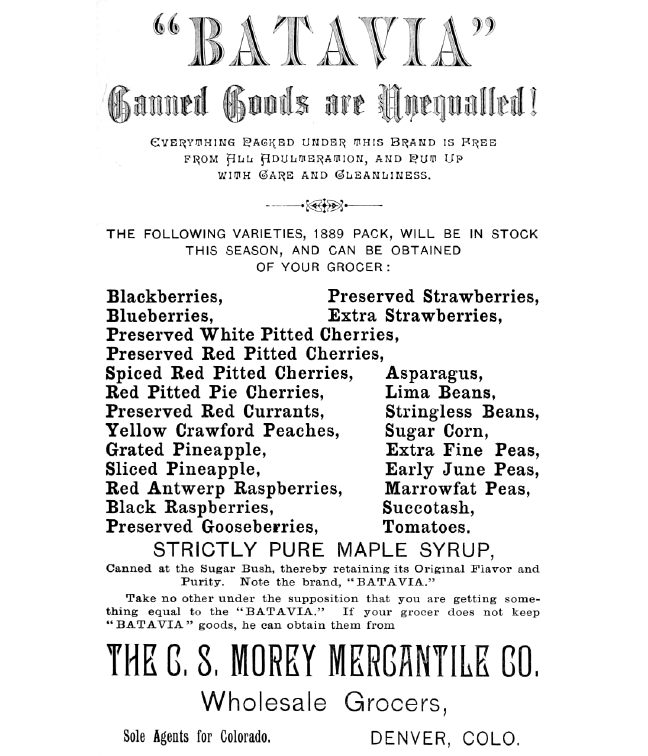 “BATAVIA”
Canned Goods are Unequalled!
EVERYTHING PACKED UNDER THIS BRAND IS FREE
FROM ALL ADULTERATION, AND PUT UP
WITH CARE AND CLEANLINESS.
THE FOLLOWING VARIETIES, 1889 PACK, WILL BE IN STOCK
THIS SEASON, AND CAN BE OBTAINED
OF YOUR GROCER:
Blackberries, Preserved Strawberries,
Blueberries, Extra Strawberries,
Preserved White Pitted Cherries,
Preserved Red Pitted Cherries,
Spiced Red Pitted Cherries, Asparagus,
Red Pitted Pie Cherries, Lima Beans,
Preserved Red Currants, Stringless Beans,
Yellow Crawford Peaches, Sugar Corn,
Grated Pineapple, Extra Fine Peas,
Sliced Pineapple, Early June Peas,
Red Antwerp Raspberries, Marrowfat Peas,
Black Raspberries, Succotash,
Preserved Gooseberries, Tomatoes.
STRICTLY PURE MAPLE SYRUP,
Canned at the Sugar Bush, thereby retaining its Original Flavor and
Purity. Note the brand, “BATAVIA.”
Take no other under the supposition that you are getting some-
thing equal to the “BATAVIA.” If your grocer does not keep
“BATAVIA” goods, he can obtain them from
THE C. S. MOREY MERCANTILE CO.
Wholesale Grocers,
Sole Agents for Colorado. DENVER, COLO.